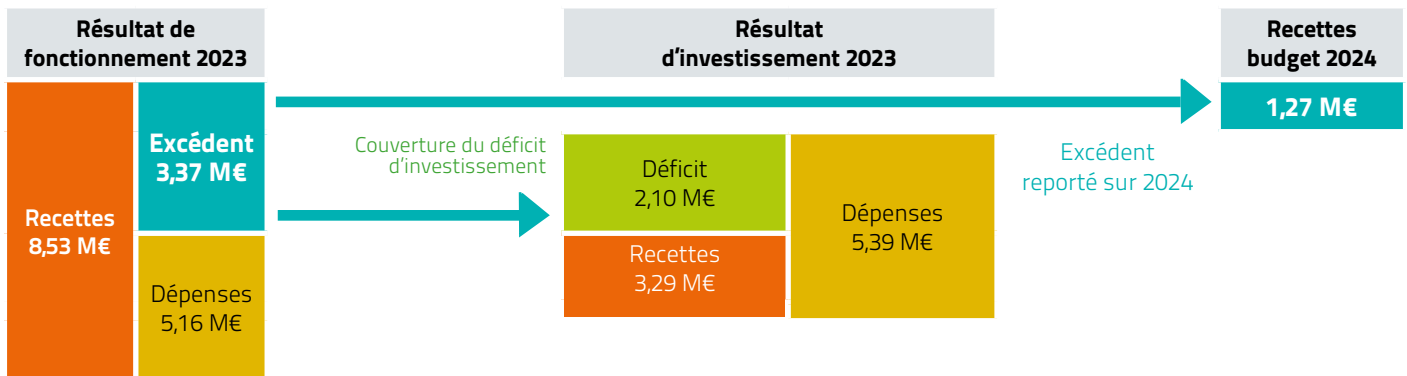 Résultat de
fonctionnement 2023
Recettes
8,53 M€
Excédent
3,37 M€
Dépenses
5,16 M€
Couverture du déficit
d’investissement
Résultat
d’investissement 2023
Déficit
2,10 M€
Recettes
3,29 M€
Dépenses
5,39 M€
Excédent
reporté sur 2024
Recettes
budget 2024
1,27 M€